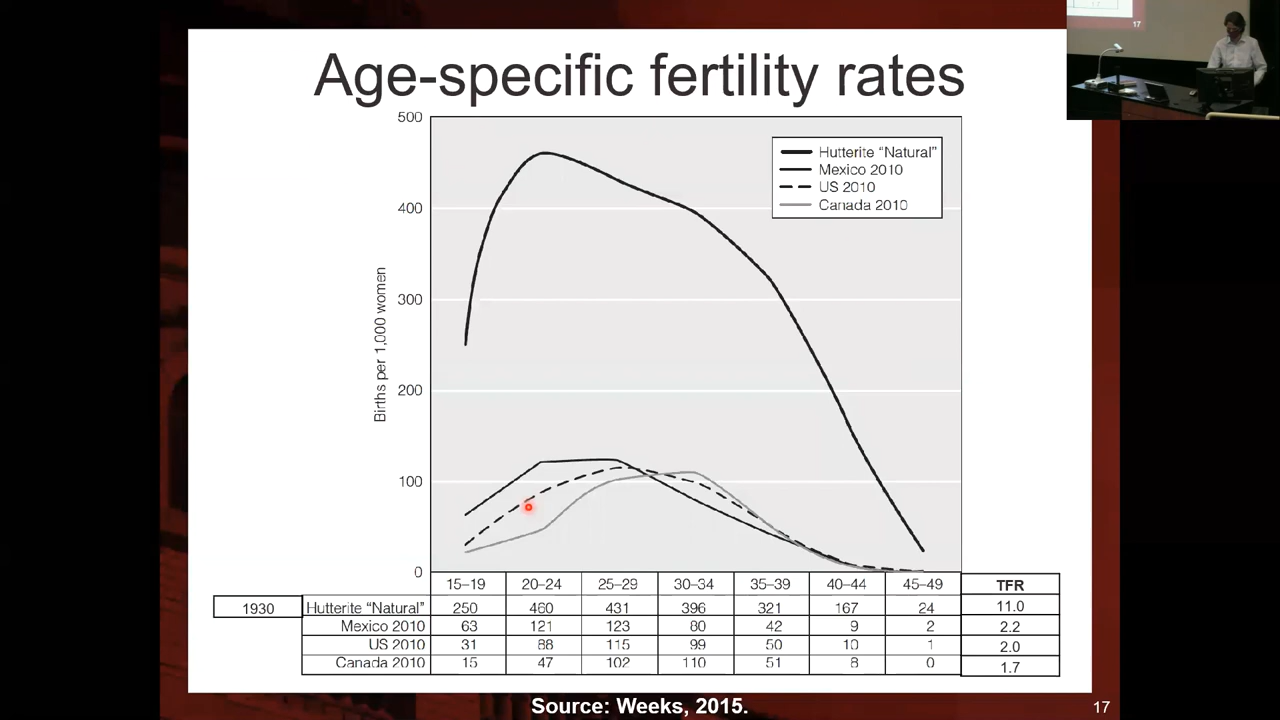 Age-specific fertility rates
500
400
300
200
100
0
Births per 1,000 women
Hutterite “Natural”
Mexico 2010
US 2010
Canada 2010
15–19 20–24 25–29 30–34 35–39 40–44 45–49 TFR
1930 Hutterite “Natural” 250 460 431 396 321 167 24 11.0
Mexico 2010 63 121 123 80 42 9 2 2.2
US 2010 31 88 115 99 50 10 1 2.0
Canada 2010 15 47 102 110 51 8 0 1.7
Source: Weeks, 2015.
17
17